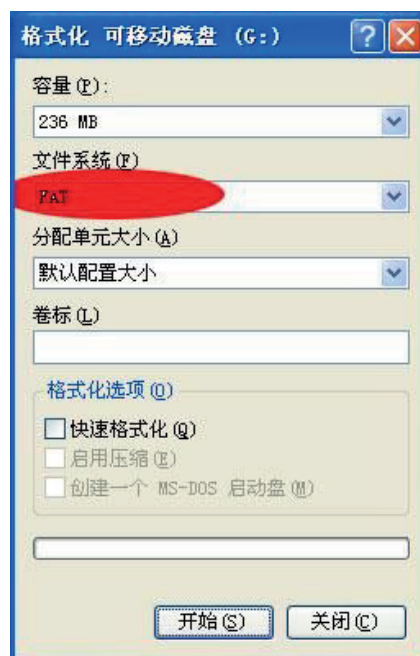 格式化 可移动磁盘 (G:)
容量(P):
236 MB
文件系统(F)
FAT
分配单元大小(A)
默认配置大小
卷标(L)
格式化选项(O)
快速格式化(Q)
启用压缩(E)
创建一个 MS-DOS 启动盘(M)
开始(S)
关闭(C)